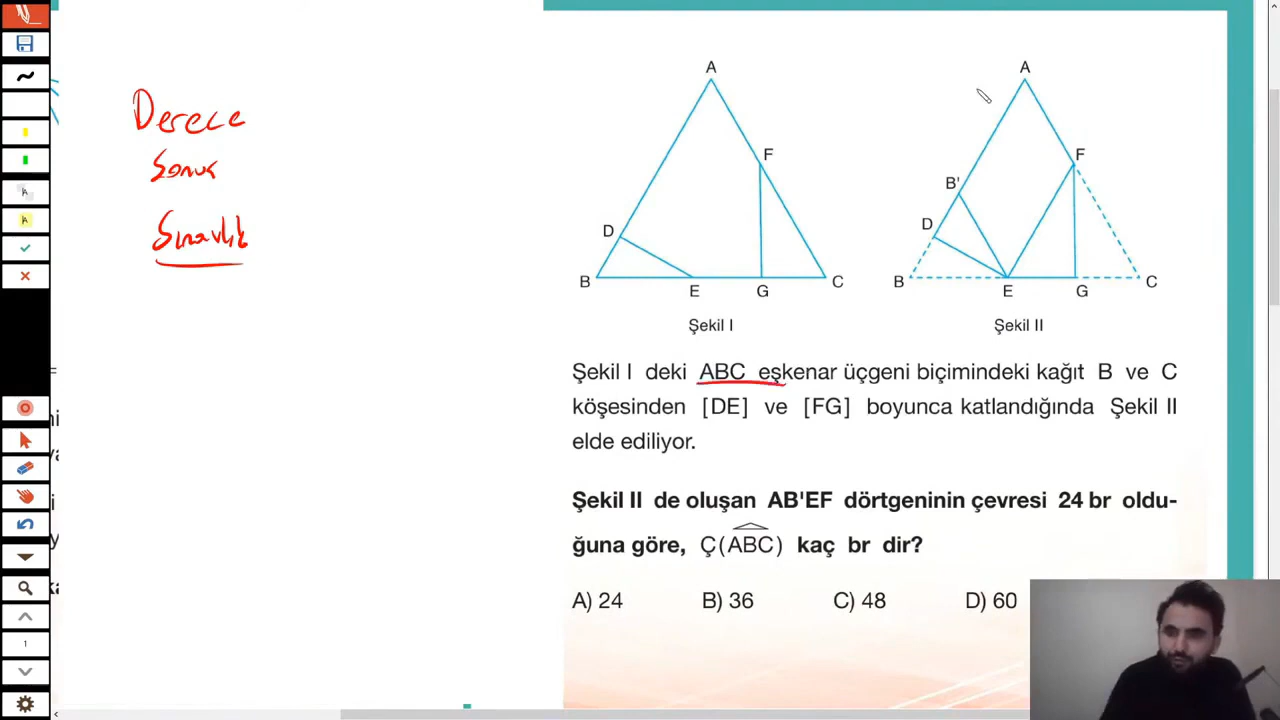 Derece
Sonuc
Sınavlık
A
F
D
B
E
G
C
Şekil I
A
F
B'
D
B
E
G
C
Şekil II
Şekil I deki ABC eşkenar üçgeni biçimindeki kağıt B ve C
köşesinden [DE] ve [FG] boyunca katlandığında Şekil II
elde ediliyor.
Şekil II de oluşan AB'EF dörtgeninin çevresi 24 br oldu-
ğuna göre, Ç(ABC) kaç br dir?
A) 24 B) 36 C) 48 D) 60
1